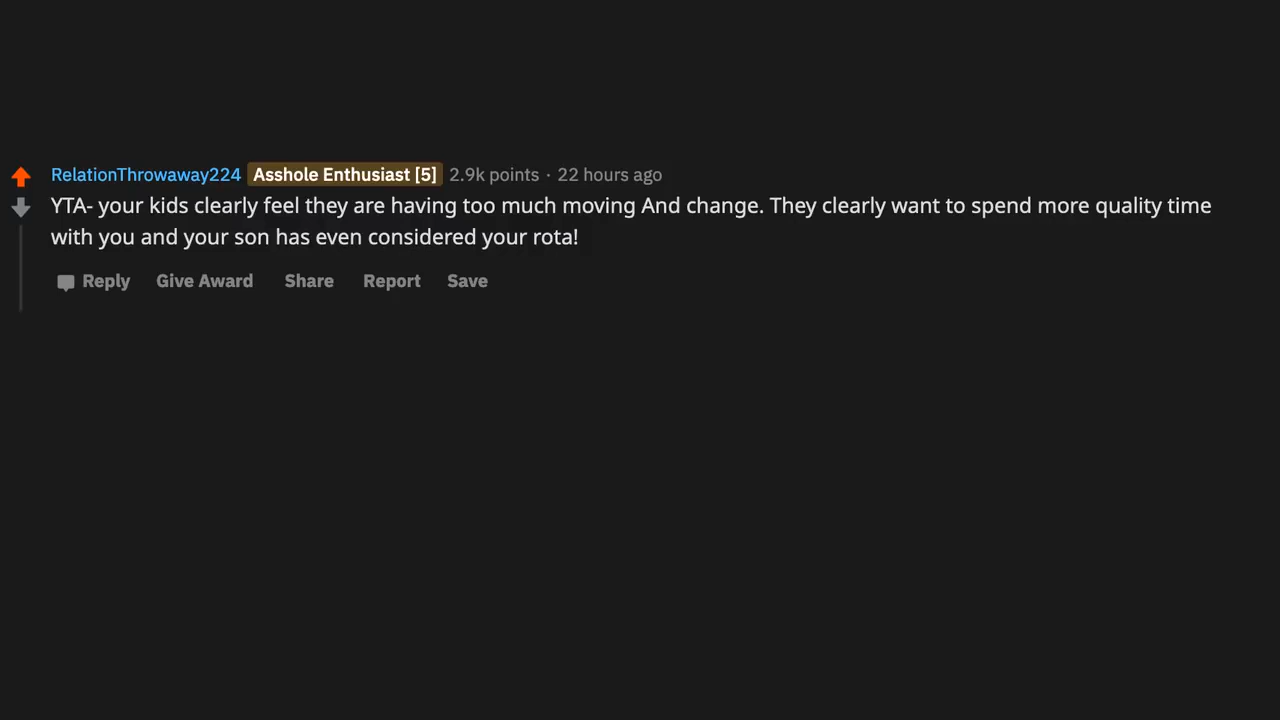 RelationThrowaway224 Asshole Enthusiast [5] 2.9k points · 22 hours ago
YTA- your kids clearly feel they are having too much moving And change. They clearly want to spend more quality time
with you and your son has even considered your rota!
Reply Give Award Share Report Save